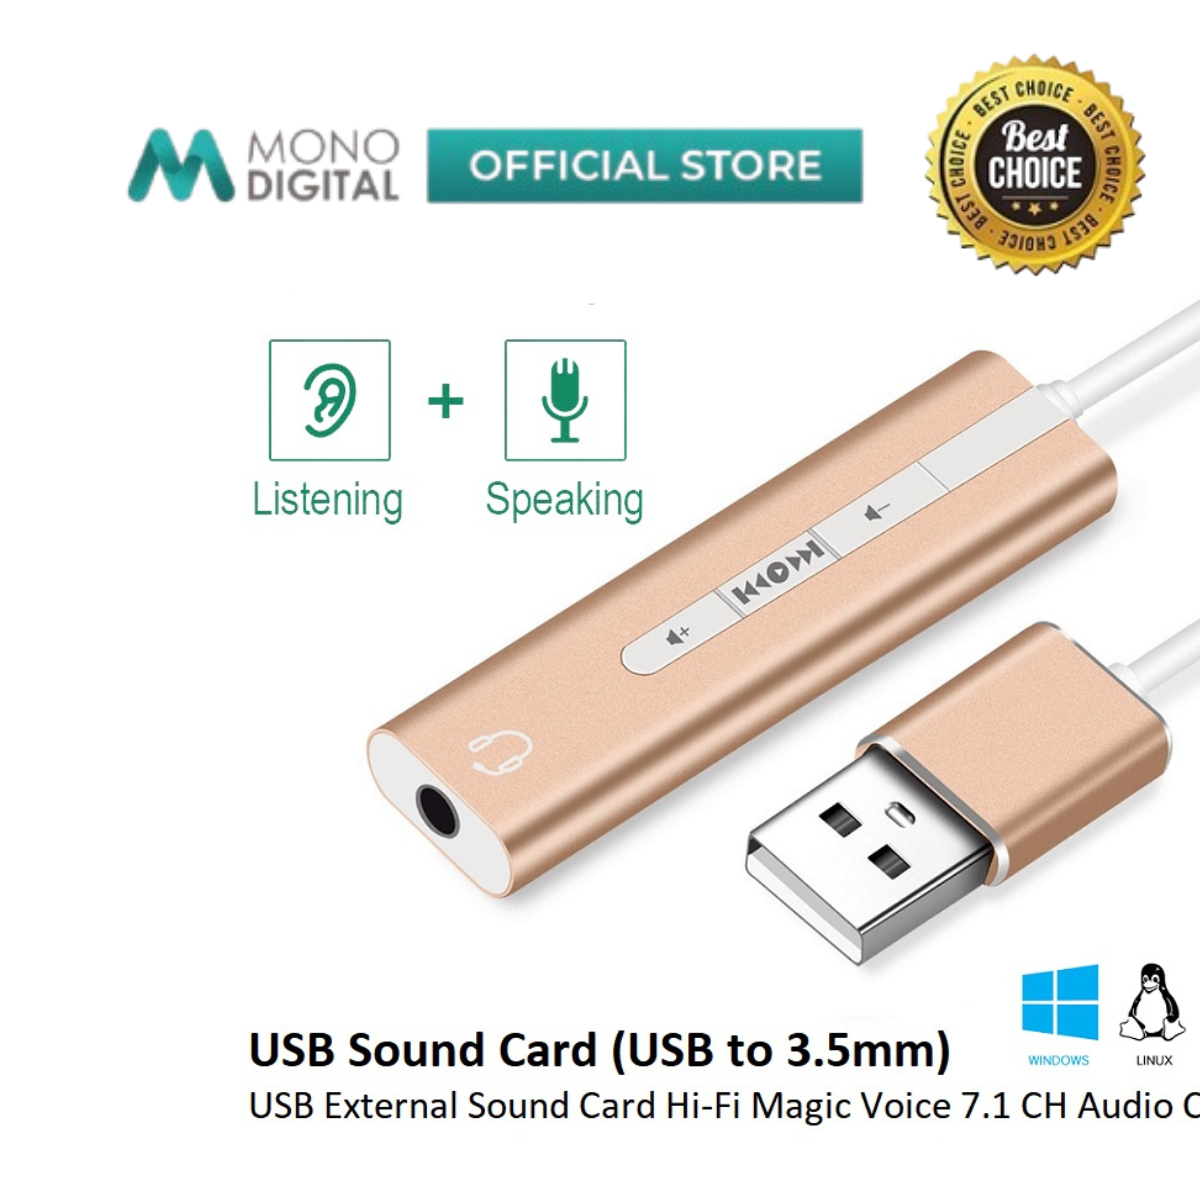 MONO
DIGITAL
OFFICIAL STORE
BEST CHOICE · BEST CHOICE · BEST CHOICE · BEST CHOICE ·
Best
CHOICE
Listening
+
Speaking
USB Sound Card (USB to 3.5mm)
USB External Sound Card Hi-Fi Magic Voice 7.1 CH Audio
WINDOWS
LINUX